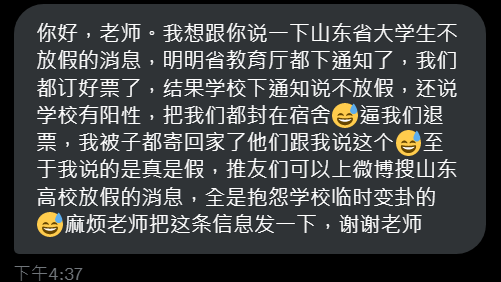 你好，老师。我想跟你说一下山东省大学生不
放假的消息，明明省教育厅都下通知了，我们
都订好票了，结果学校下通知说不放假，还说
学校有阳性，把我们都封在宿舍😅逼我们退
票，我被子都寄回家了他们跟我说这个😅至
于我说的是真是假，推友们可以上微博搜山东
高校放假的消息，全是抱怨学校临时变卦的
😅麻烦老师把这条信息发一下，谢谢老师
下午4:37